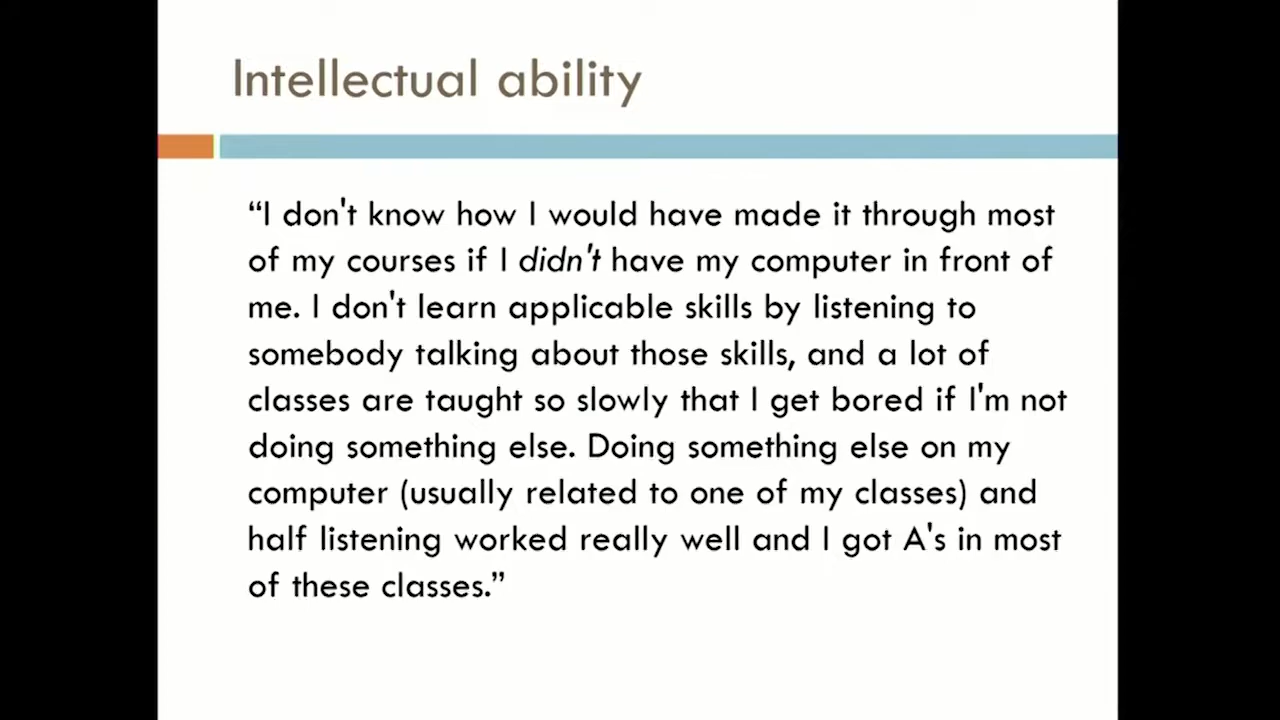 Intellectual ability
“I don't know how I would have made it through most
of my courses if I didn't have my computer in front of
me. I don't learn applicable skills by listening to
somebody talking about those skills, and a lot of
classes are taught so slowly that I get bored if I'm not
doing something else. Doing something else on my
computer (usually related to one of my classes) and
half listening worked really well and I got A's in most
of these classes.”